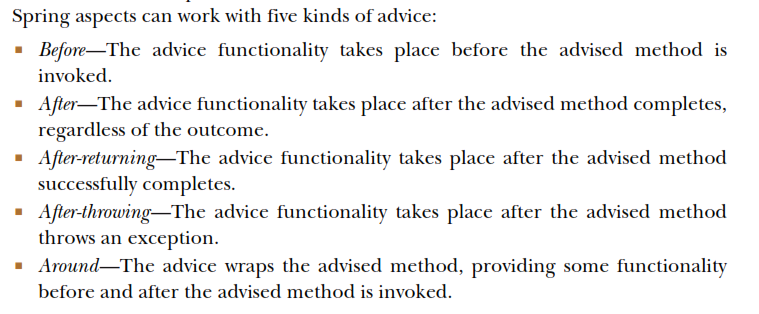 Spring aspects can work with five kinds of advice:
▪ Before—The advice functionality takes place before the advised method is
invoked.
▪ After—The advice functionality takes place after the advised method completes,
regardless of the outcome.
▪ After-returning—The advice functionality takes place after the advised method
successfully completes.
▪ After-throwing—The advice functionality takes place after the advised method
throws an exception.
▪ Around—The advice wraps the advised method, providing some functionality
before and after the advised method is invoked.